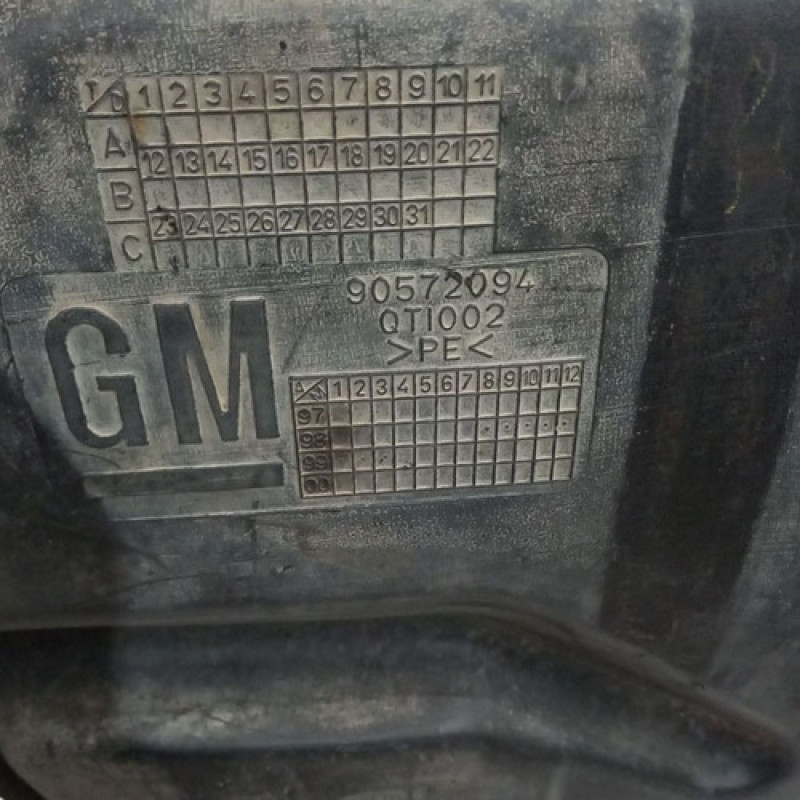 T/D 1 2 3 4 5 6 7 8 9 10 11
A
12 13 14 15 16 17 18 19 20 21 22
B
23 24 25 26 27 28 29 30 31
C
GM
90572094
QT1002
>PE<
1 2 3 4 5 6 7 8 9 10 11 12
97
98
99
00